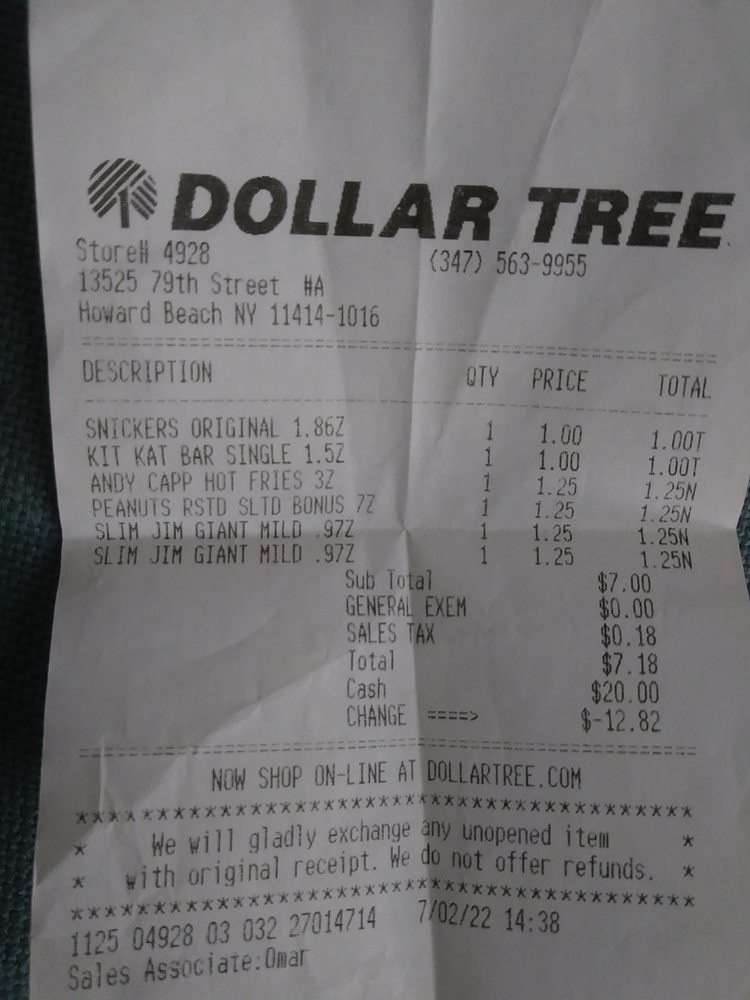 DOLLAR TREE
Store# 4928 (347) 563-9955
13525 79th Street #A
Howard Beach NY 11414-1016
DESCRIPTION QTY PRICE TOTAL
SNICKERS ORIGINAL 1.86Z 1 1.00 1.00T
KIT KAT BAR SINGLE 1.5Z 1 1.00 1.00T
ANDY CAPP HOT FRIES 3Z 1 1.25 1.25N
PEANUTS RSTD SLTD BONUS 7Z 1 1.25 1.25N
SLIM JIM GIANT MILD .97Z 1 1.25 1.25N
SLIM JIM GIANT MILD .97Z 1 1.25 1.25N
Sub Total $7.00
GENERAL EXEM $0.00
SALES TAX $0.18
Total $7.18
Cash $20.00
CHANGE ====> $-12.82
NOW SHOP ON-LINE AT DOLLARTREE.COM
* We will gladly exchange any unopened item *
* with original receipt. We do not offer refunds. *
1125 04928 03 032 27014714 7/02/22 14:38
Sales Associate:Omar